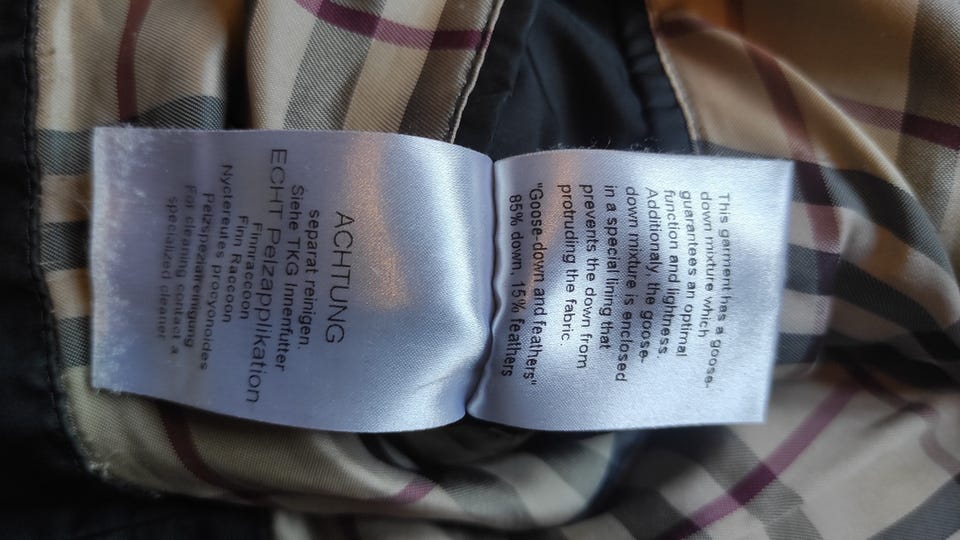 This garment has a goose-
down mixture which
guarantees an optimal
function and lightness.
Additionaly, the goose-
down mixture is enclosed
in a special lining that
prevents the down from
protruding the fabric.
"Goose-down and feathers"
85% down, 15% feathers
ACHTUNG
Siehe TKG Innenfutter
separat reinigen.
ECHT Pelzapplikation
Finnraccoon
Finn Raccoon
Nyctereutes procyonoides
Pelzspezialreinigung
For cleaning contact a
specialized cleaner